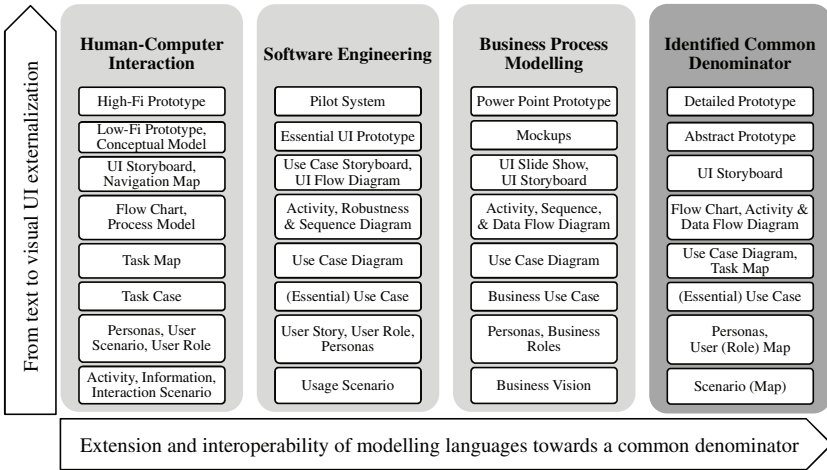 From text to visual UI externalization
Human-Computer
Interaction
High-Fi Prototype
Low-Fi Prototype,
Conceptual Model
UI Storyboard,
Navigation Map
Flow Chart,
Process Model
Task Map
Task Case
Personas, User
Scenario, User Role
Activity, Information,
Interaction Scenario
Software Engineering
Pilot System
Essential UI Prototype
Use Case Storyboard,
UI Flow Diagram
Activity, Robustness
& Sequence Diagram
Use Case Diagram
(Essential) Use Case
User Story, User Role,
Personas
Usage Scenario
Business Process
Modelling
Power Point Prototype
Mockups
UI Slide Show,
UI Storyboard
Activity, Sequence,
& Data Flow Diagram
Use Case Diagram
Business Use Case
Personas, Business
Roles
Business Vision
Identified Common
Denominator
Detailed Prototype
Abstract Prototype
UI Storyboard
Flow Chart, Activity &
Data Flow Diagram
Use Case Diagram,
Task Map
(Essential) Use Case
Personas,
User (Role) Map
Scenario (Map)
Extension and interoperability of modelling languages towards a common denominator